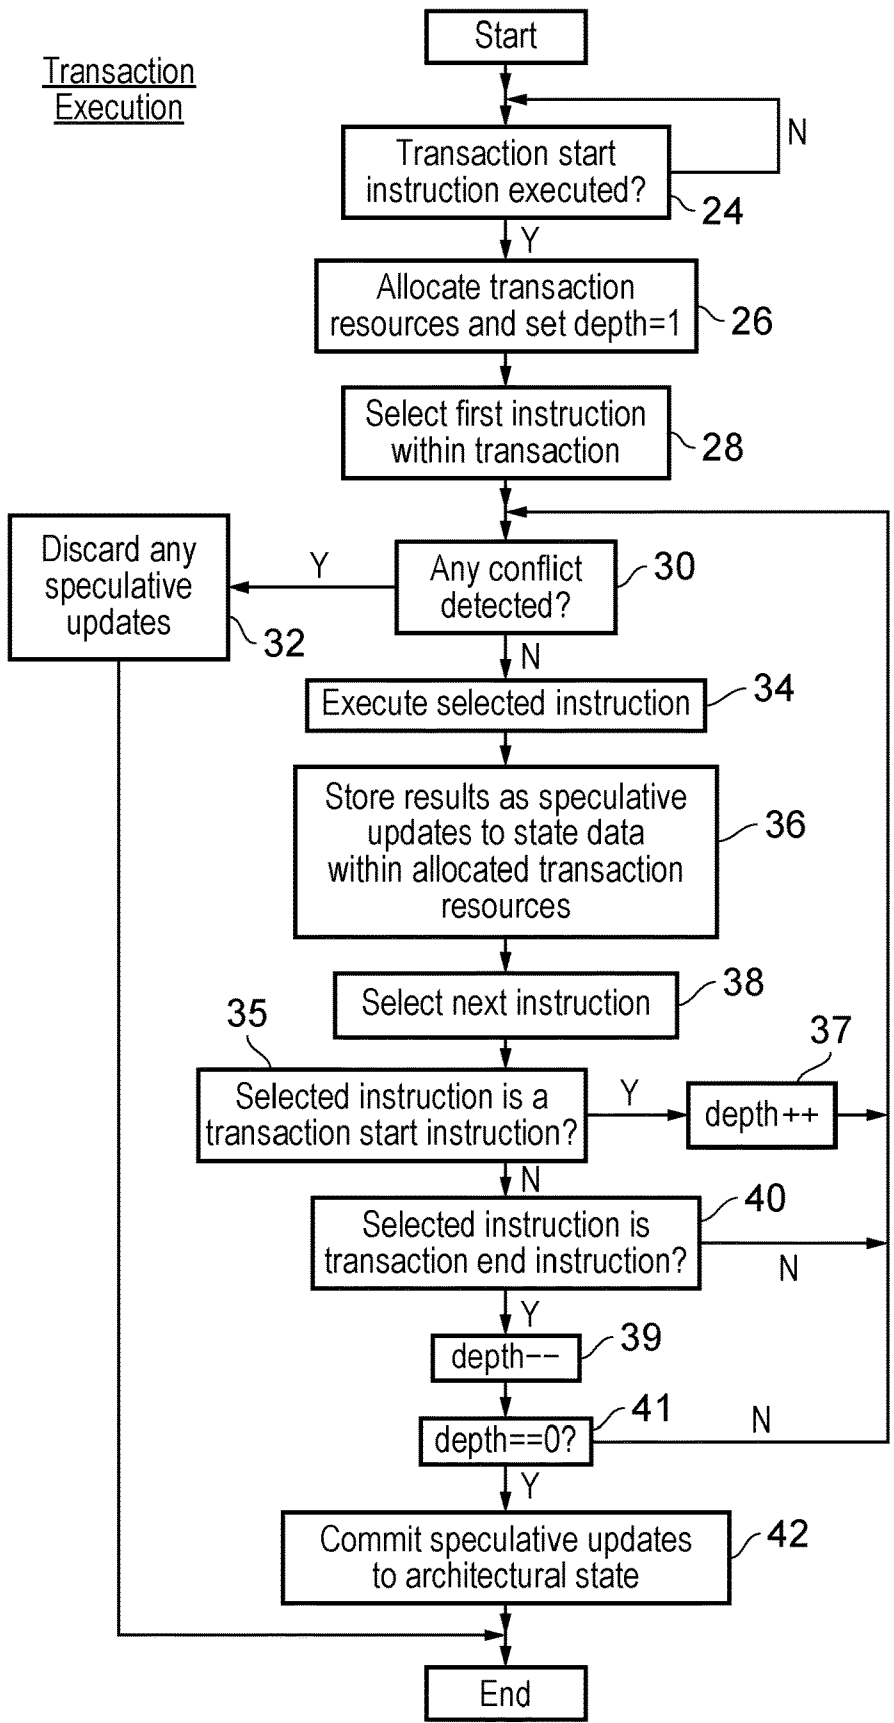 Transaction
Execution
Start
N
Transaction start
instruction executed?
24
Y
Allocate transaction
resources and set depth=1
26
Select first instruction
within transaction
28
Discard any
speculative
updates
32
Y
Any conflict
detected?
30
N
Execute selected instruction
34
Store results as speculative
updates to state data
within allocated transaction
resources
36
Select next instruction
38
35
Selected instruction is a
transaction start instruction?
Y
37
depth++
N
Selected instruction is
transaction end instruction?
40
N
Y
depth−−
39
depth==0?
41
N
Y
Commit speculative updates
to architectural state
42
End